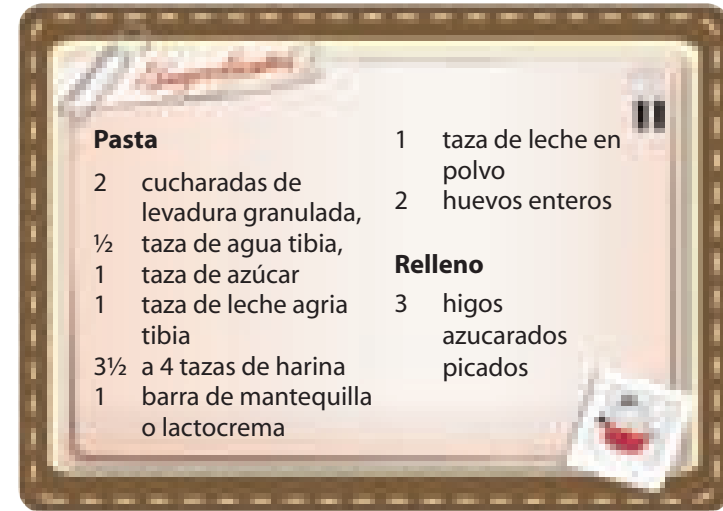 Ingredientes
Pasta
2 cucharadas de
levadura granulada,
½ taza de agua tibia,
1 taza de azúcar
1 taza de leche agria
tibia
3½ a 4 tazas de harina
1 barra de mantequilla
o lactocrema
1 taza de leche en
polvo
2 huevos enteros
Relleno
3 higos
azucarados
picados